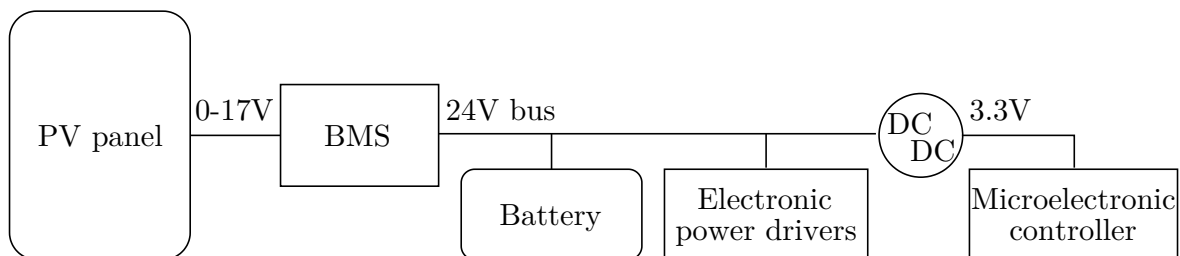 PV panel
0-17V
BMS
24V bus
Battery
Electronic
power drivers
DC
DC
3.3V
Microelectronic
controller